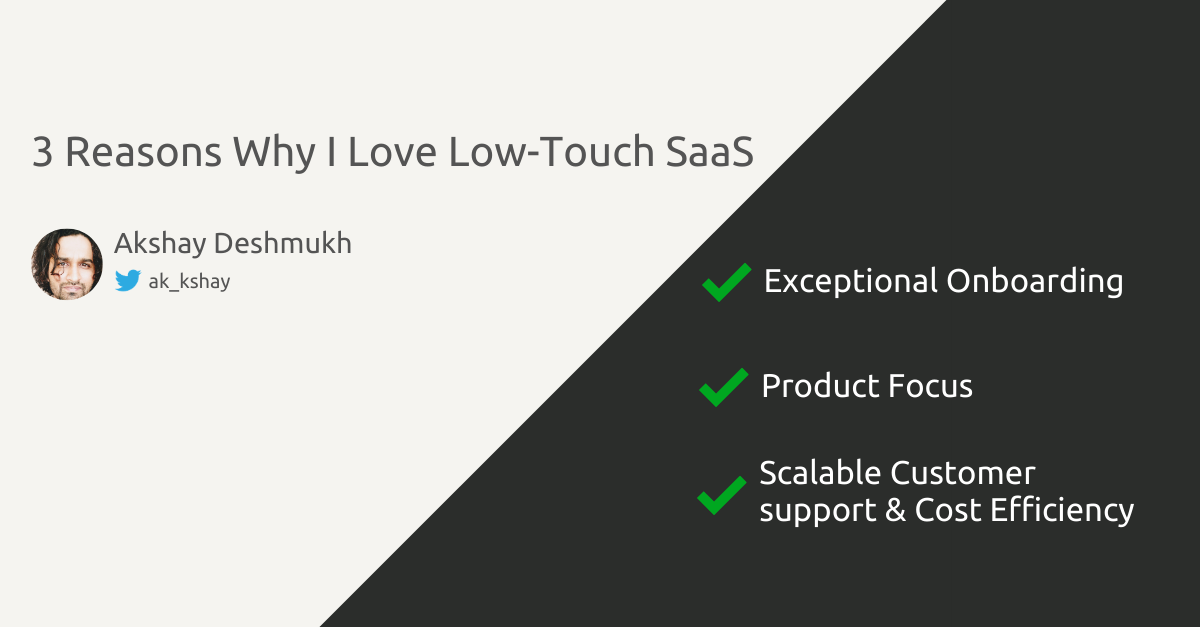 3 Reasons Why I Love Low-Touch SaaS
Akshay Deshmukh
ak_kshay
Exceptional Onboarding
Product Focus
Scalable Customer
support & Cost Efficiency